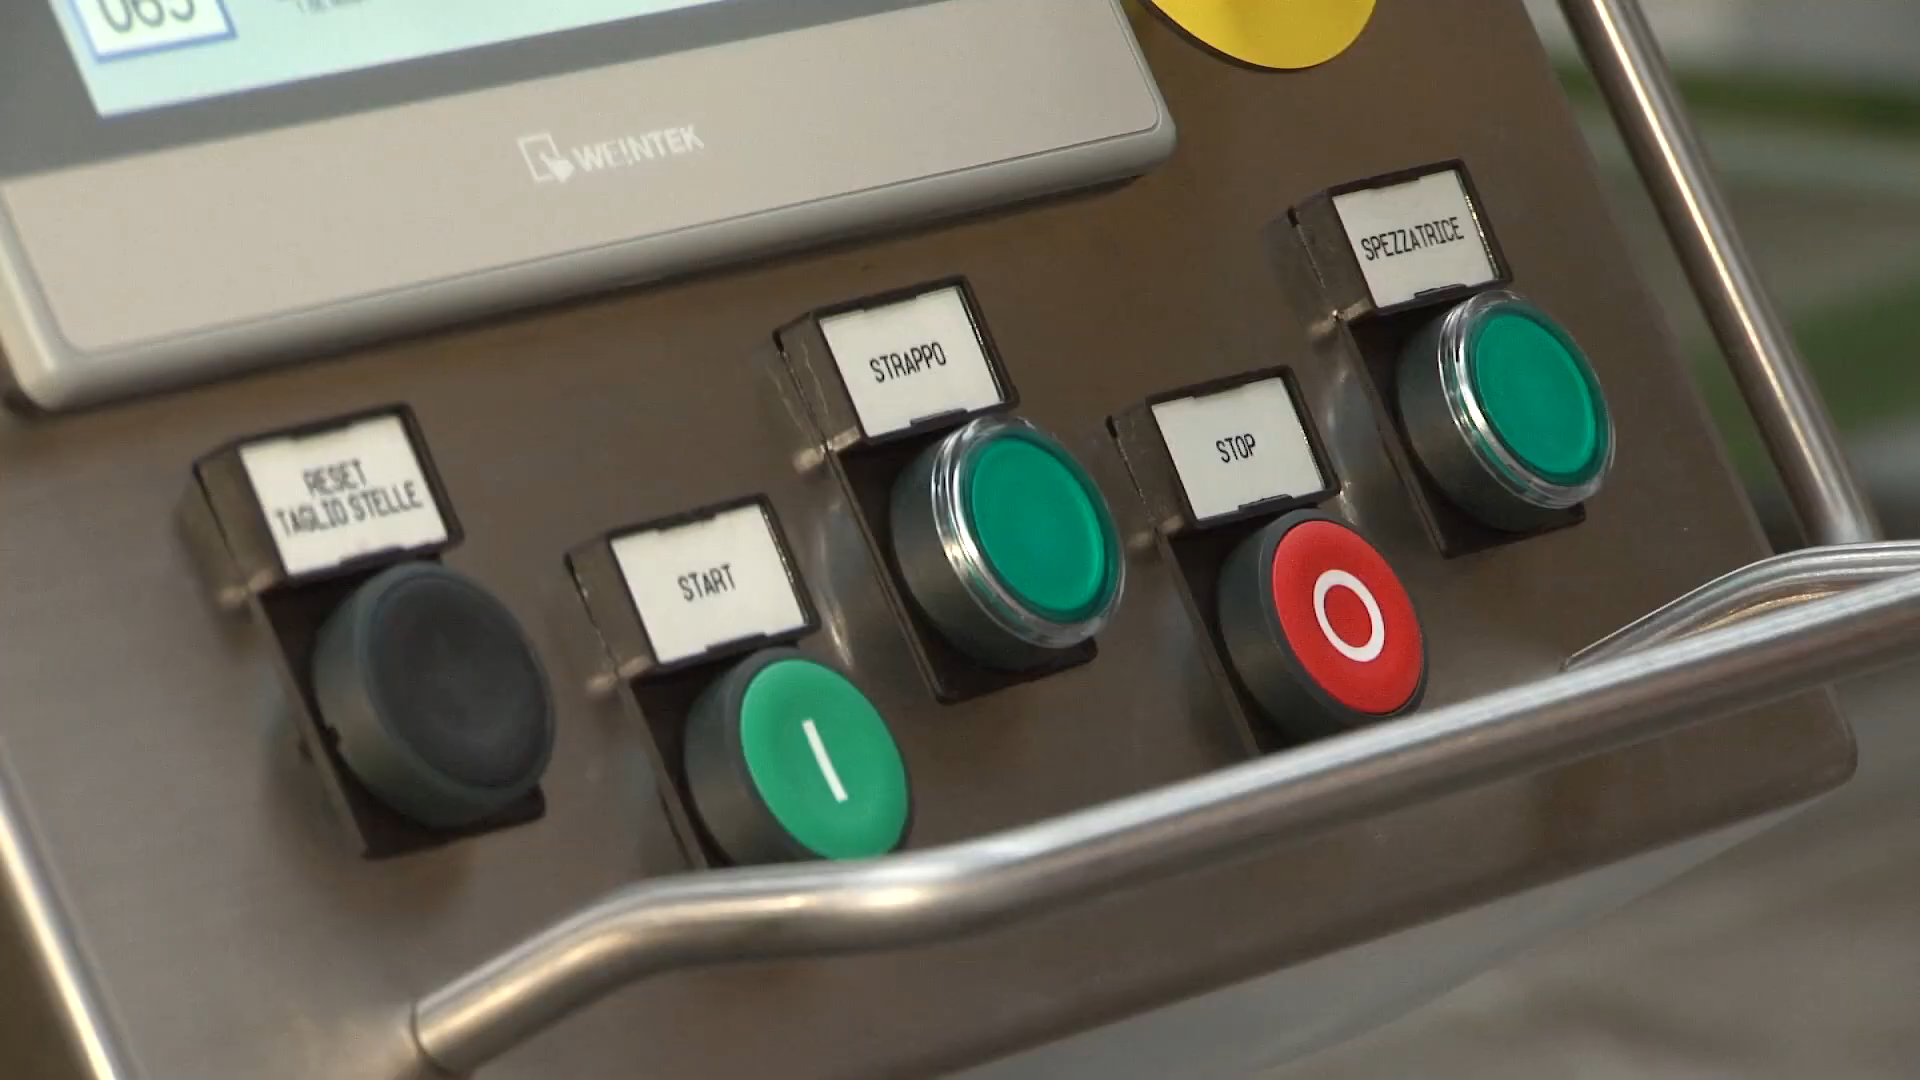 065
WEINTEK
SPEZZATRICE
STRAPPO
STOP
RESET
TAGLIO STELLE
START